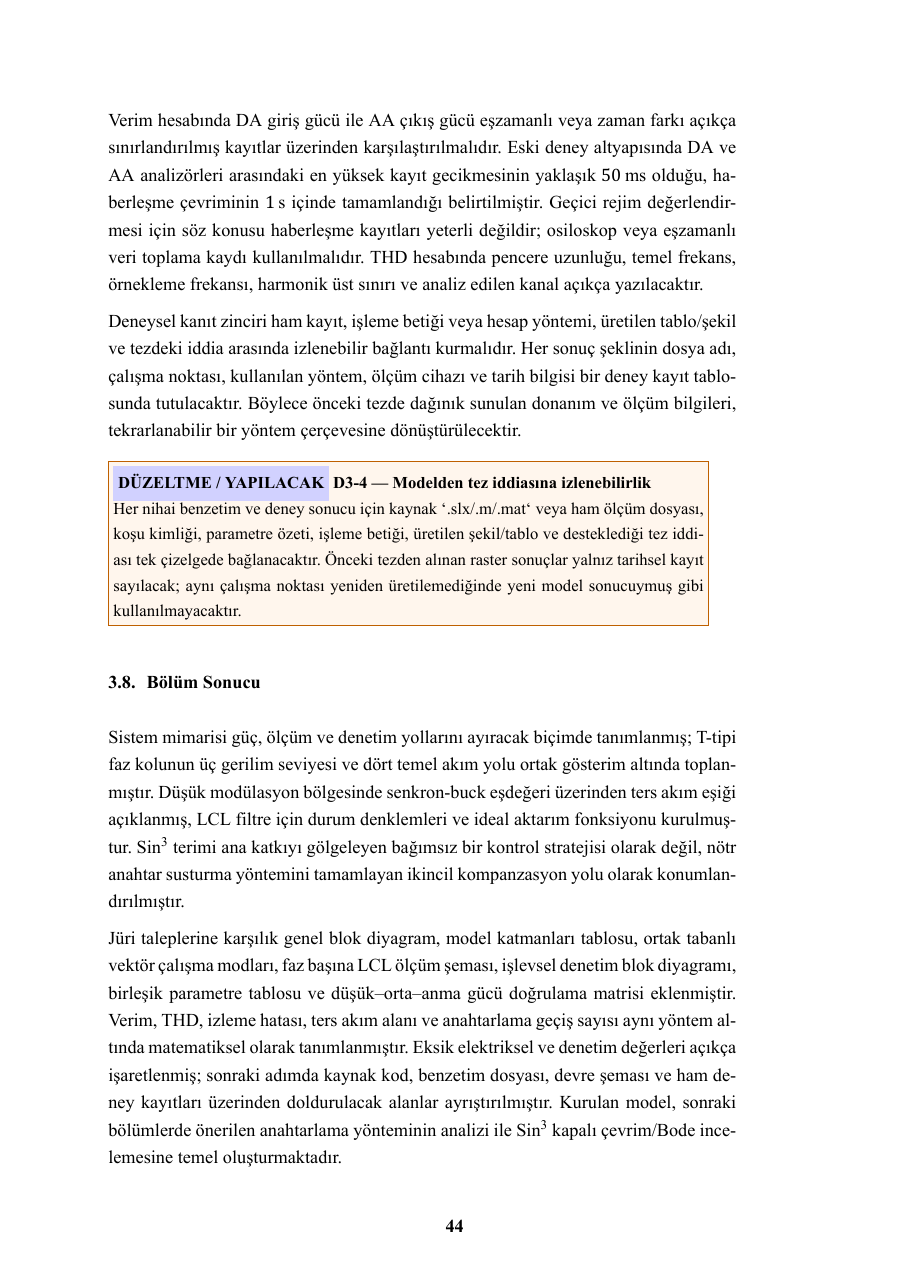 Verim hesabında DA giriş gücü ile AA çıkış gücü eşzamanlı veya zaman farkı açıkça
sınırlandırılmış kayıtlar üzerinden karşılaştırılmalıdır. Eski deney altyapısında DA ve
AA analizörleri arasındaki en yüksek kayıt gecikmesinin yaklaşık 50 ms olduğu, ha-
berleşme çevriminin 1 s içinde tamamlandığı belirtilmiştir. Geçici rejim değerlendir-
mesi için söz konusu haberleşme kayıtları yeterli değildir; osiloskop veya eşzamanlı
veri toplama kaydı kullanılmalıdır. THD hesabında pencere uzunluğu, temel frekans,
örnekleme frekansı, harmonik üst sınırı ve analiz edilen kanal açıkça yazılacaktır.
Deneysel kanıt zinciri ham kayıt, işleme betiği veya hesap yöntemi, üretilen tablo/şekil
ve tezdeki iddia arasında izlenebilir bağlantı kurmalıdır. Her sonuç şeklinin dosya adı,
çalışma noktası, kullanılan yöntem, ölçüm cihazı ve tarih bilgisi bir deney kayıt tablo-
sunda tutulacaktır. Böylece önceki tezde dağınık sunulan donanım ve ölçüm bilgileri,
tekrarlanabilir bir yöntem çerçevesine dönüştürülecektir.
DÜZELTME / YAPILACAK D3-4 — Modelden tez iddiasına izlenebilirlik
Her nihai benzetim ve deney sonucu için kaynak ‘.slx/.m/.mat‘ veya ham ölçüm dosyası,
koşu kimliği, parametre özeti, işleme betiği, üretilen şekil/tablo ve desteklediği tez iddi-
ası tek çizelgede bağlanacaktır. Önceki tezden alınan raster sonuçlar yalnız tarihsel kayıt
sayılacak; aynı çalışma noktası yeniden üretilemediğinde yeni model sonucuymuş gibi
kullanılmayacaktır.
3.8. Bölüm Sonucu
Sistem mimarisi güç, ölçüm ve denetim yollarını ayıracak biçimde tanımlanmış; T-tipi
faz kolunun üç gerilim seviyesi ve dört temel akım yolu ortak gösterim altında toplan-
mıştır. Düşük modülasyon bölgesinde senkron-buck eşdeğeri üzerinden ters akım eşiği
açıklanmış, LCL filtre için durum denklemleri ve ideal aktarım fonksiyonu kurulmuş-
tur. Sin³ terimi ana katkıyı gölgeleyen bağımsız bir kontrol stratejisi olarak değil, nötr
anahtar susturma yöntemini tamamlayan ikincil kompanzasyon yolu olarak konumlan-
dırılmıştır.
Jüri taleplerine karşılık genel blok diyagram, model katmanları tablosu, ortak tabanlı
vektör çalışma modları, faz başına LCL ölçüm şeması, işlevsel denetim blok diyagramı,
birleşik parametre tablosu ve düşük–orta–anma gücü doğrulama matrisi eklenmiştir.
Verim, THD, izleme hatası, ters akım alanı ve anahtarlama geçiş sayısı aynı yöntem al-
tında matematiksel olarak tanımlanmıştır. Eksik elektriksel ve denetim değerleri açıkça
işaretlenmiş; sonraki adımda kaynak kod, benzetim dosyası, devre şeması ve ham de-
ney kayıtları üzerinden doldurulacak alanlar ayrıştırılmıştır. Kurulan model, sonraki
bölümlerde önerilen anahtarlama yönteminin analizi ile Sin³ kapalı çevrim/Bode ince-
lemesine temel oluşturmaktadır.
44